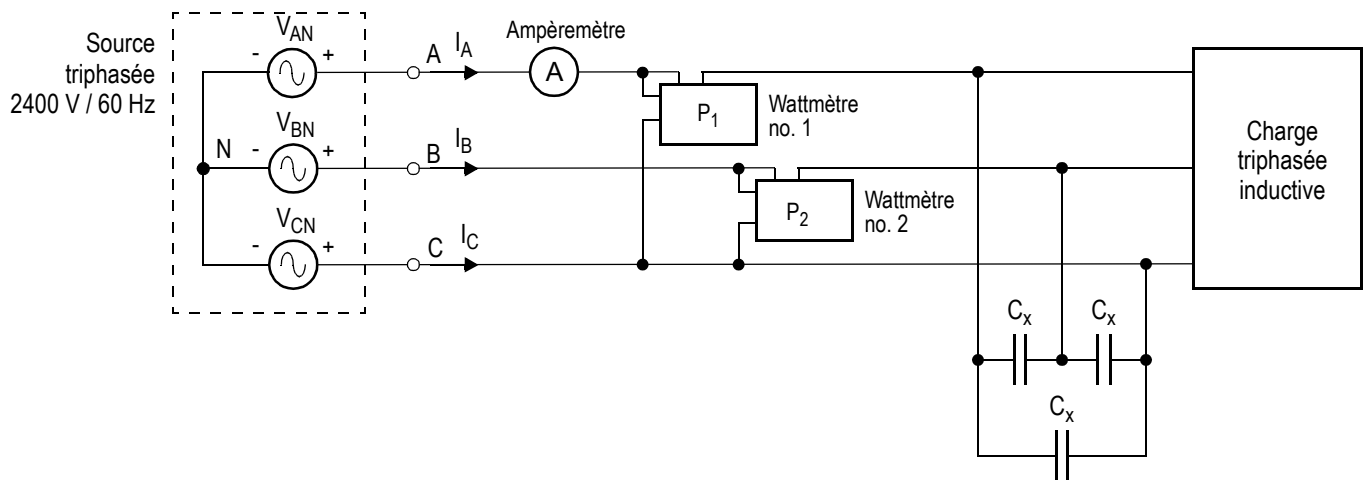 Source
triphasée
2400 V / 60 Hz
V_AN
- +
A
I_A
Ampèremètre
A
P_1
Wattmètre
no. 1
N
V_BN
- +
B
I_B
P_2
Wattmètre
no. 2
V_CN
- +
C
I_C
Charge
triphasée
inductive
C_x
C_x
C_x